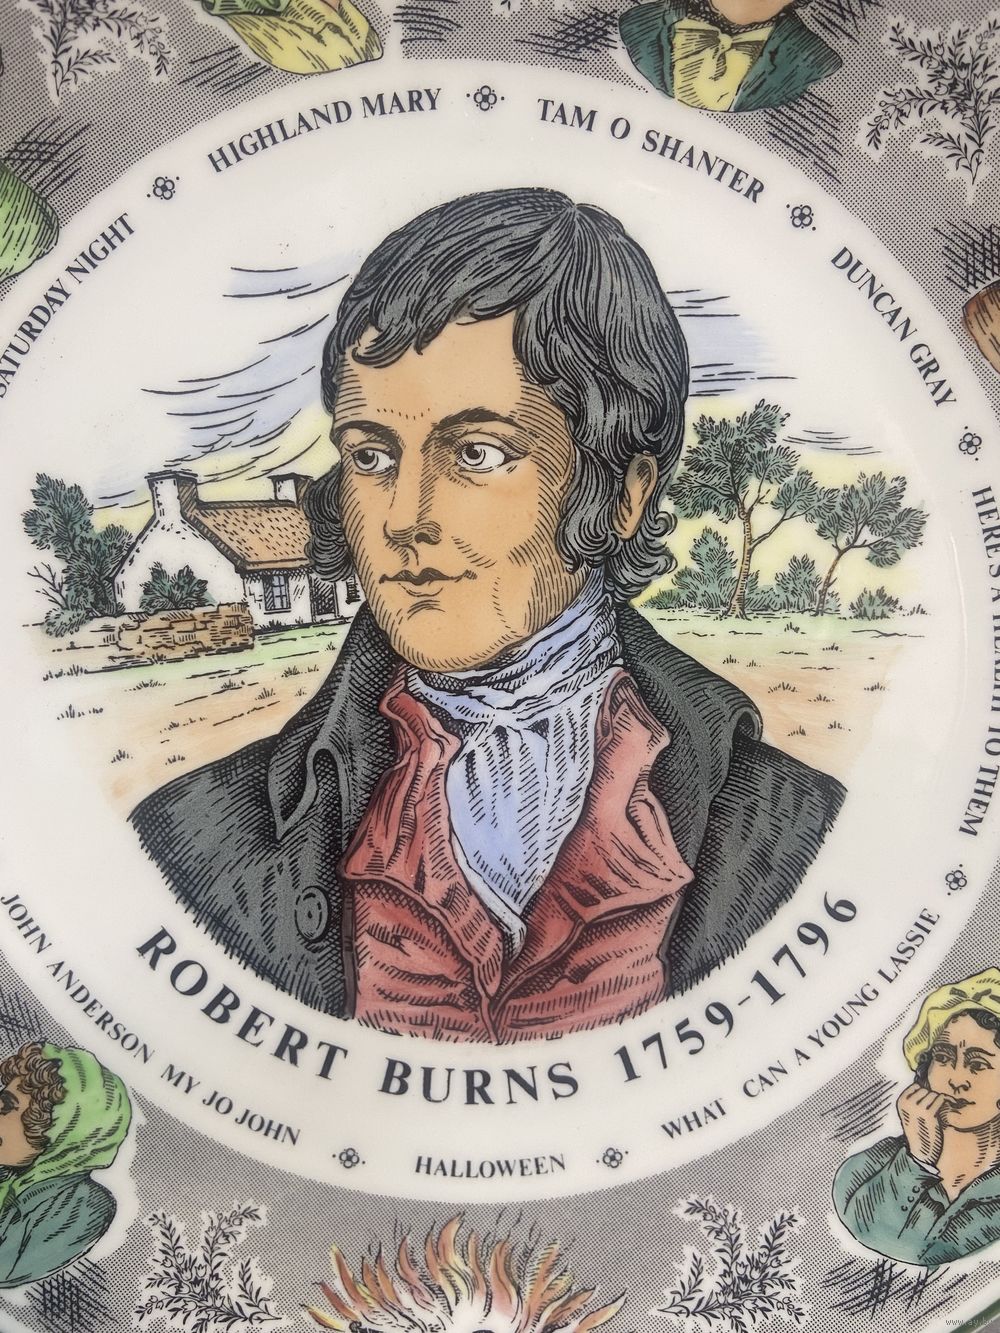 SATURDAY NIGHT
HIGHLAND MARY
TAM O SHANTER
DUNCAN GRAY
HERE'S A HEALTH TO THEM
WHAT CAN A YOUNG LASSIE
HALLOWEEN
JOHN ANDERSON MY JO JOHN
ROBERT BURNS 1759-1796